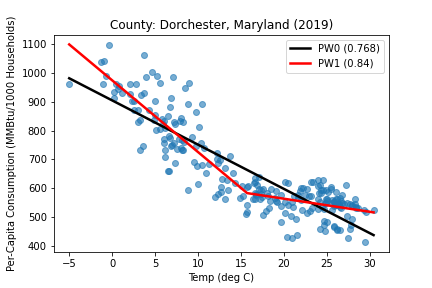 County: Dorchester, Maryland (2019)
Per-Capita Consumption (MMBtu/1000 Households)
1100
1000
900
800
700
600
500
400
PW0 (0.768)
PW1 (0.84)
−5 0 5 10 15 20 25 30
Temp (deg C)